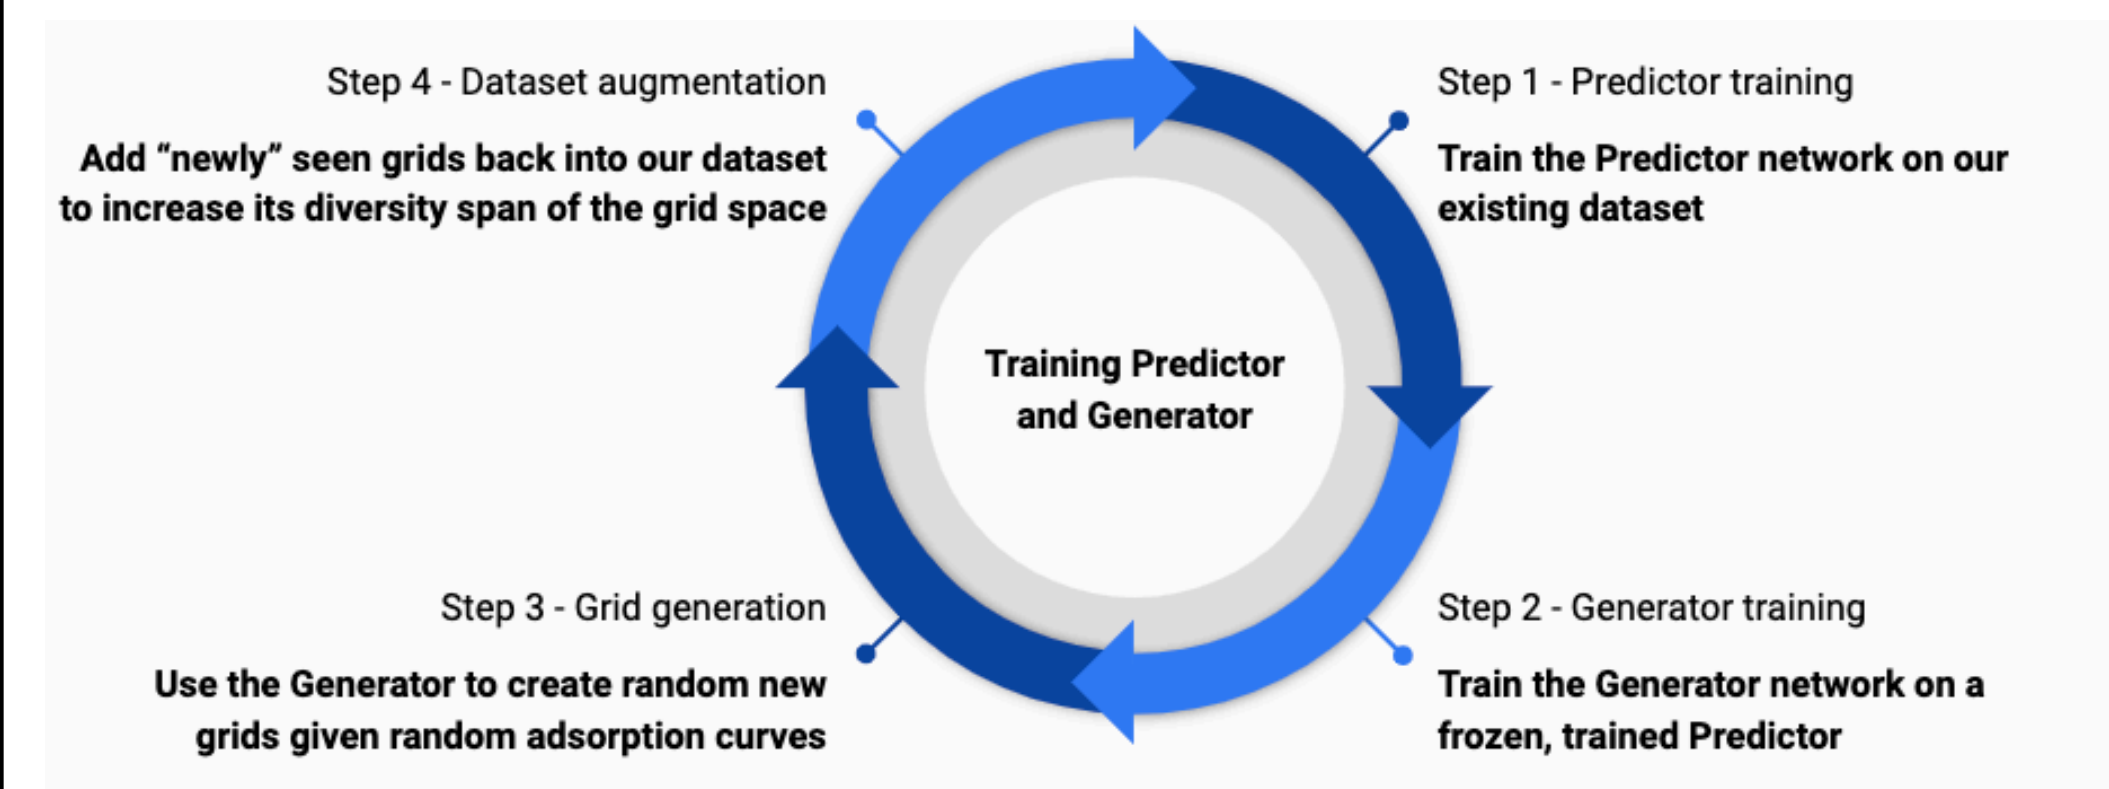 Step 4 - Dataset augmentation
Add “newly” seen grids back into our dataset
to increase its diversity span of the grid space
Step 1 - Predictor training
Train the Predictor network on our
existing dataset
Training Predictor
and Generator
Step 3 - Grid generation
Use the Generator to create random new
grids given random adsorption curves
Step 2 - Generator training
Train the Generator network on a
frozen, trained Predictor